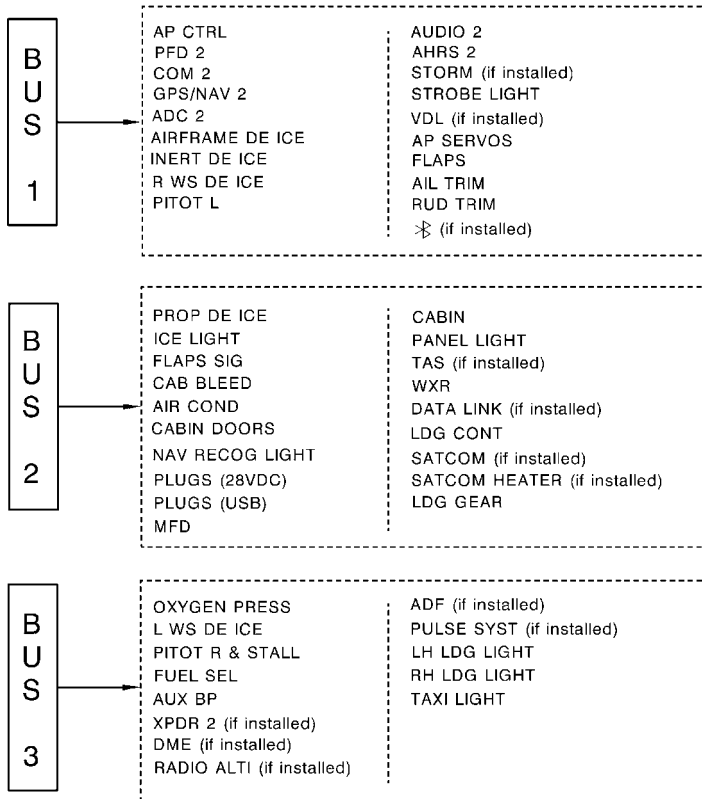 BUS 1
AP CTRL
PFD 2
COM 2
GPS/NAV 2
ADC 2
AIRFRAME DE ICE
INERT DE ICE
R WS DE ICE
PITOT L
AUDIO 2
AHRS 2
STORM (if installed)
STROBE LIGHT
VDL (if installed)
AP SERVOS
FLAPS
AIL TRIM
RUD TRIM
(if installed)
BUS 2
PROP DE ICE
ICE LIGHT
FLAPS SIG
CAB BLEED
AIR COND
CABIN DOORS
NAV RECOG LIGHT
PLUGS (28VDC)
PLUGS (USB)
MFD
CABIN
PANEL LIGHT
TAS (if installed)
WXR
DATA LINK (if installed)
LDG CONT
SATCOM (if installed)
SATCOM HEATER (if installed)
LDG GEAR
BUS 3
OXYGEN PRESS
L WS DE ICE
PITOT R & STALL
FUEL SEL
AUX BP
XPDR 2 (if installed)
DME (if installed)
RADIO ALTI (if installed)
ADF (if installed)
PULSE SYST (if installed)
LH LDG LIGHT
RH LDG LIGHT
TAXI LIGHT